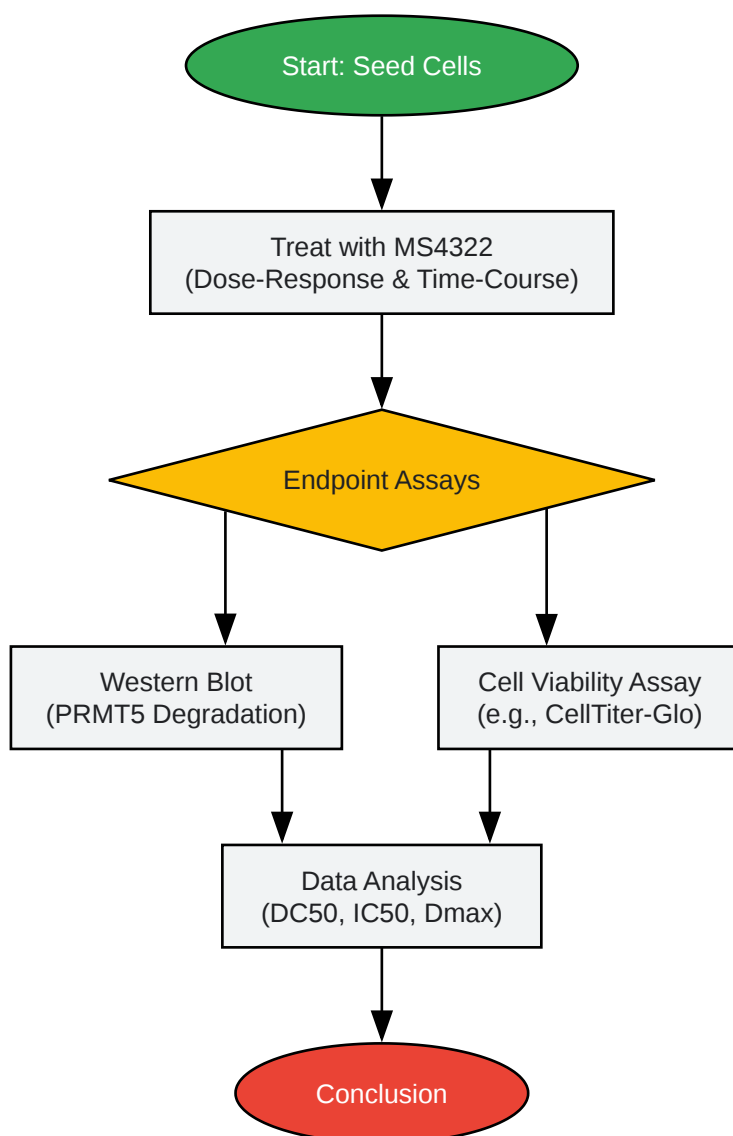 Start: Seed Cells
Treat with MS4322
(Dose-Response & Time-Course)
Endpoint Assays
Western Blot
(PRMT5 Degradation)
Cell Viability Assay
(e.g., CellTiter-Glo)
Data Analysis
(DC50, IC50, Dmax)
Conclusion